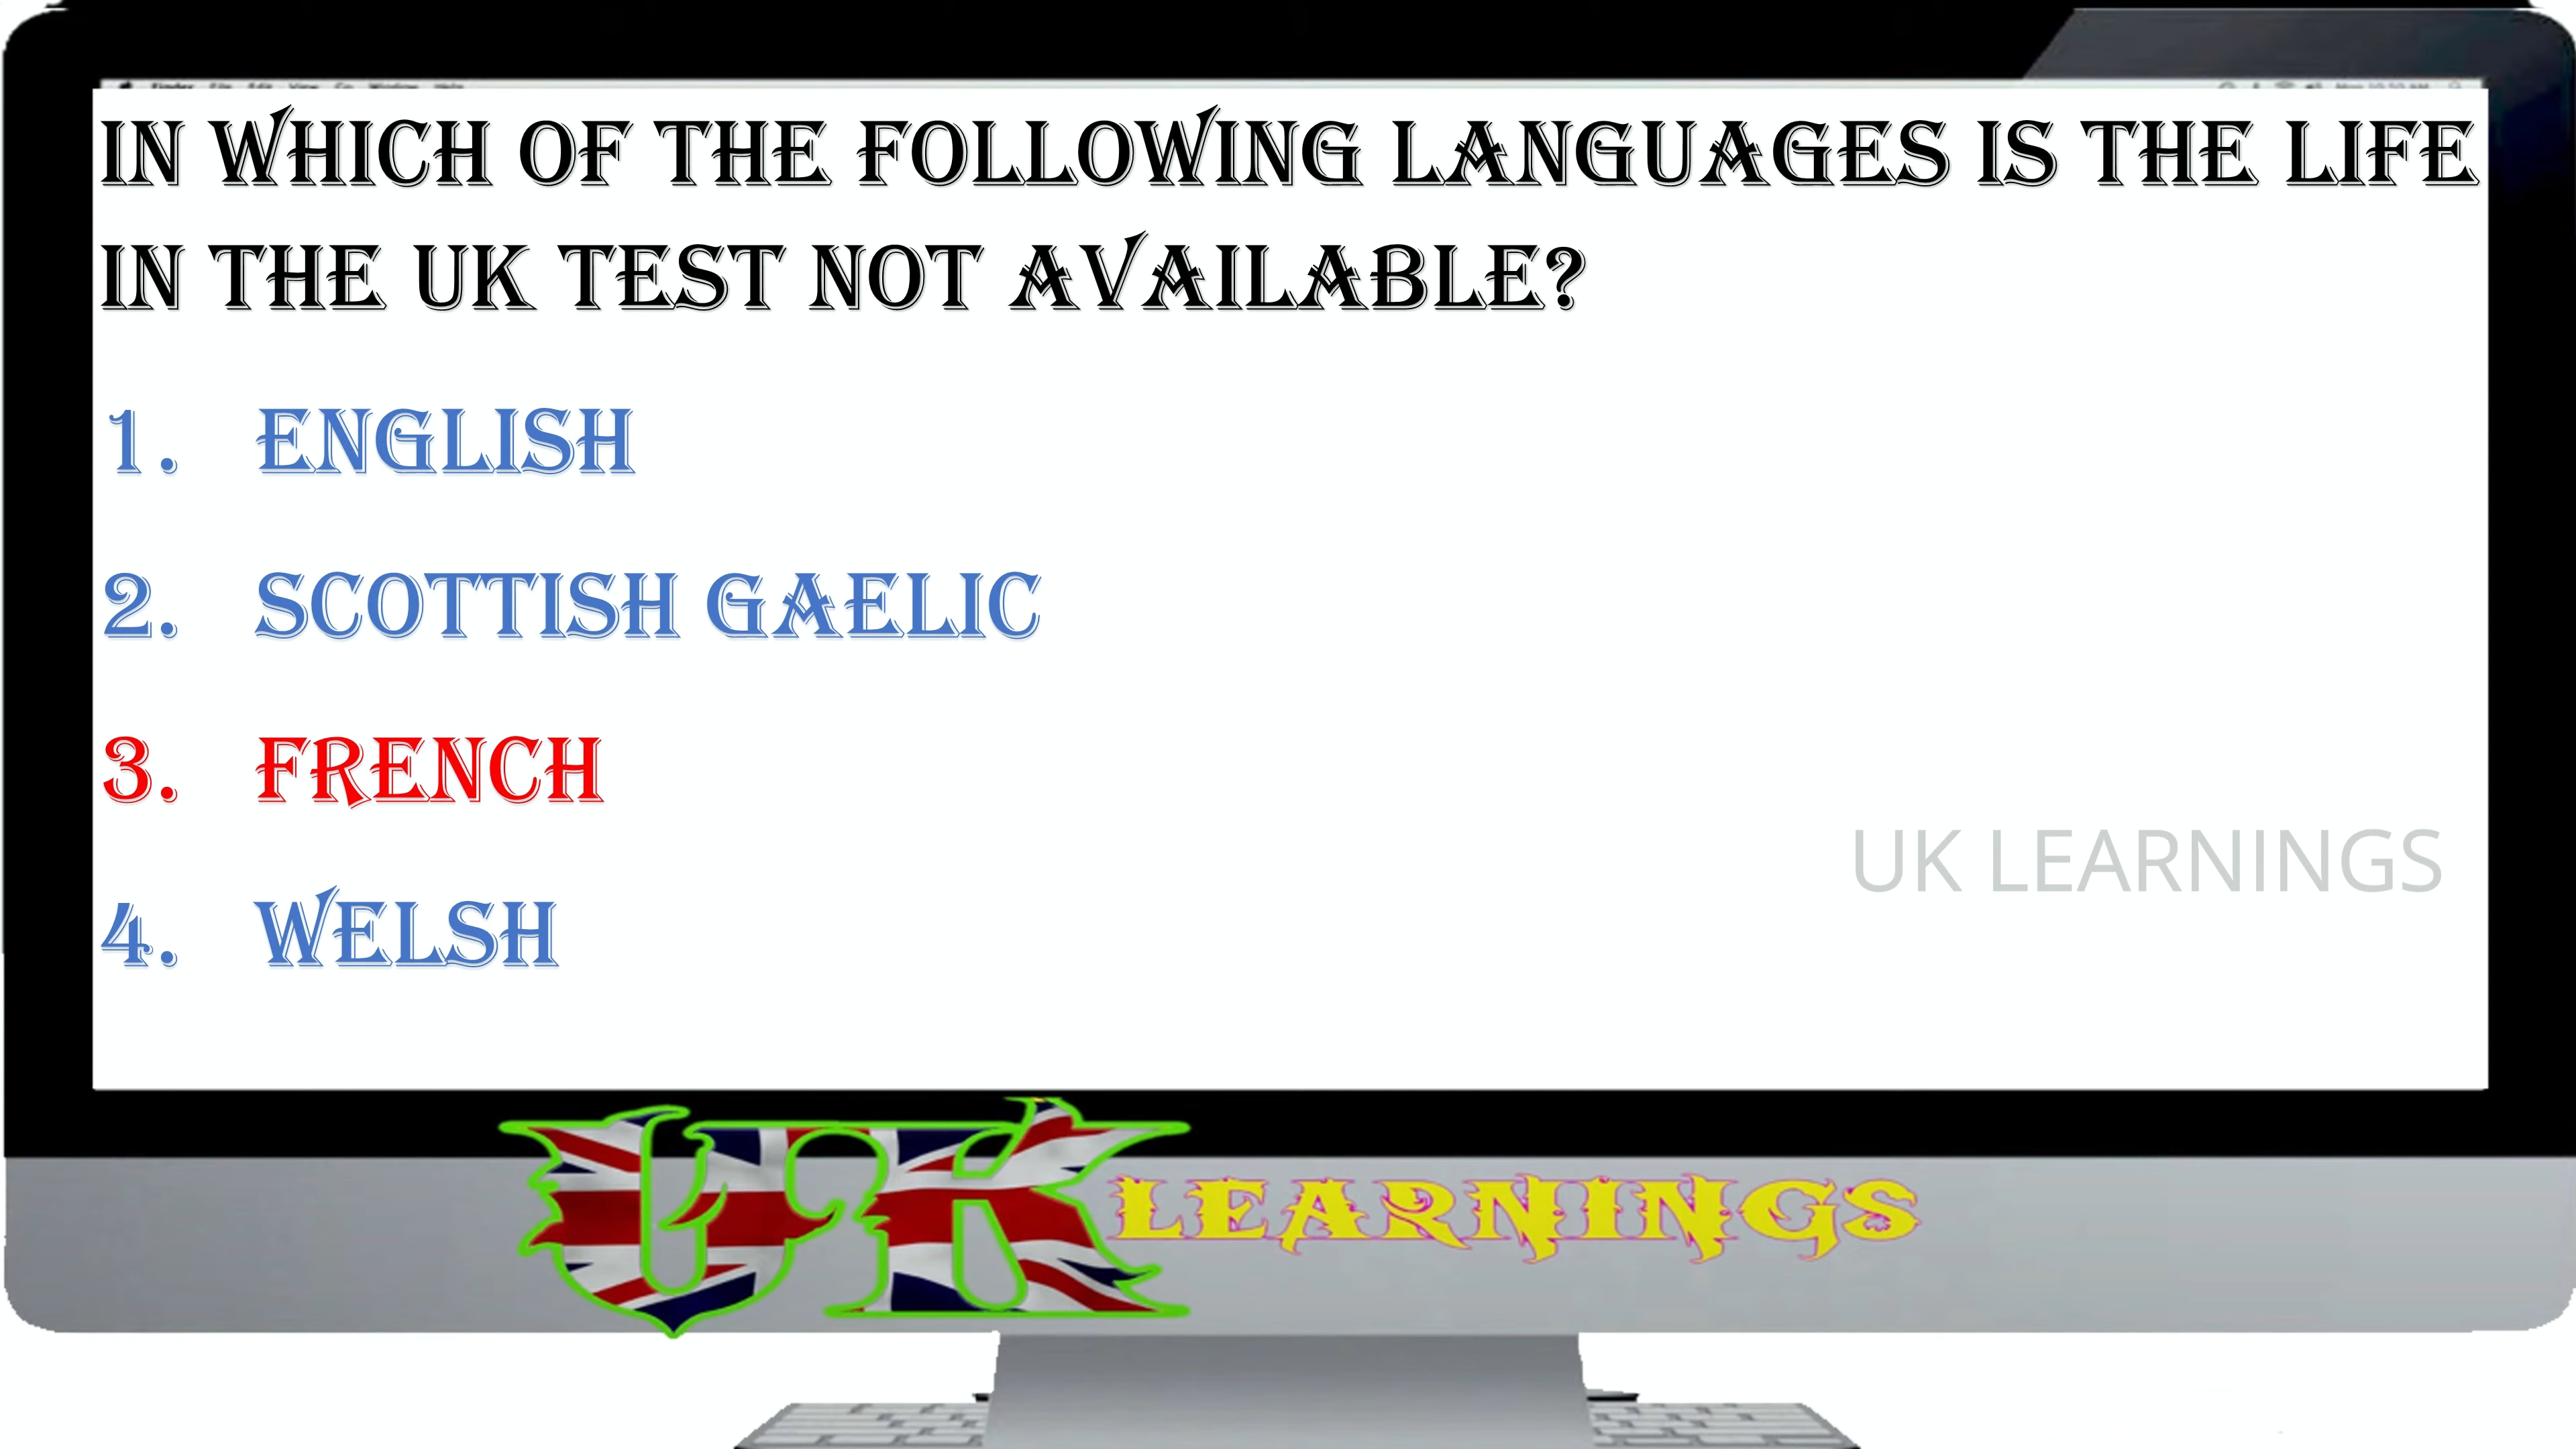 IN WHICH OF THE FOLLOWING LANGUAGES IS THE LIFE
IN THE UK TEST NOT AVAILABLE?
1. ENGLISH
2. SCOTTISH GAELIC
3. FRENCH
UK LEARNINGS
4. WELSH
UK LEARNINGS